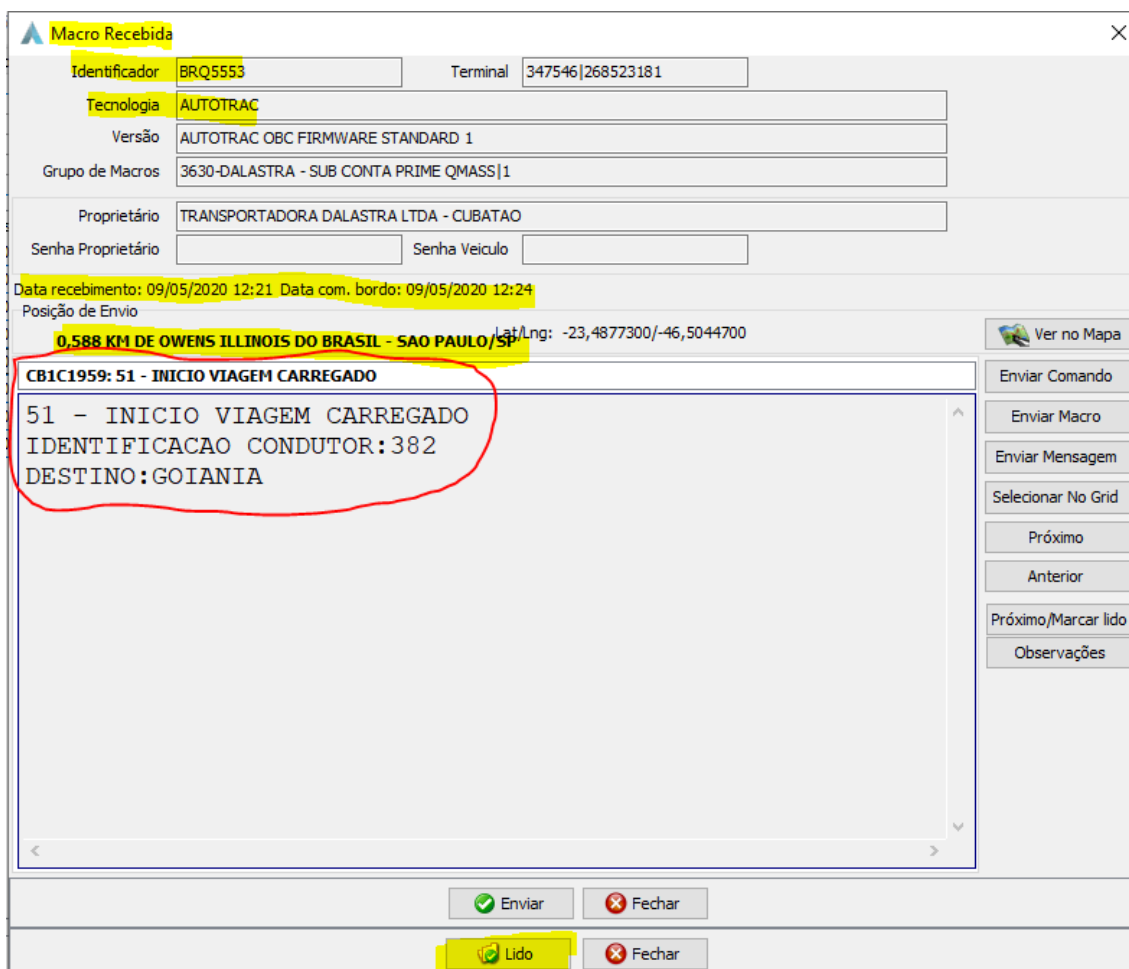 Macro Recebida
Identificador BRQ5553 Terminal 347546|268523181
Tecnologia AUTOTRAC
Versão AUTOTRAC OBC FIRMWARE STANDARD 1
Grupo de Macros 3630-DALASTRA - SUB CONTA PRIME QMASS|1
Proprietário TRANSPORTADORA DALASTRA LTDA - CUBATAO
Senha Proprietário Senha Veiculo
Data recebimento: 09/05/2020 12:21 Data com. bordo: 09/05/2020 12:24
Posição de Envio
0,588 KM DE OWENS ILLINOIS DO BRASIL - SAO PAULO/SP Lat/Lng: -23,4877300/-46,5044700
Ver no Mapa
CB1C1959: 51 - INICIO VIAGEM CARREGADO
51 - INICIO VIAGEM CARREGADO
IDENTIFICACAO CONDUTOR:382
DESTINO:GOIANIA
Enviar Comando
Enviar Macro
Enviar Mensagem
Selecionar No Grid
Próximo
Anterior
Próximo/Marcar lido
Observações
Enviar Fechar
Lido Fechar